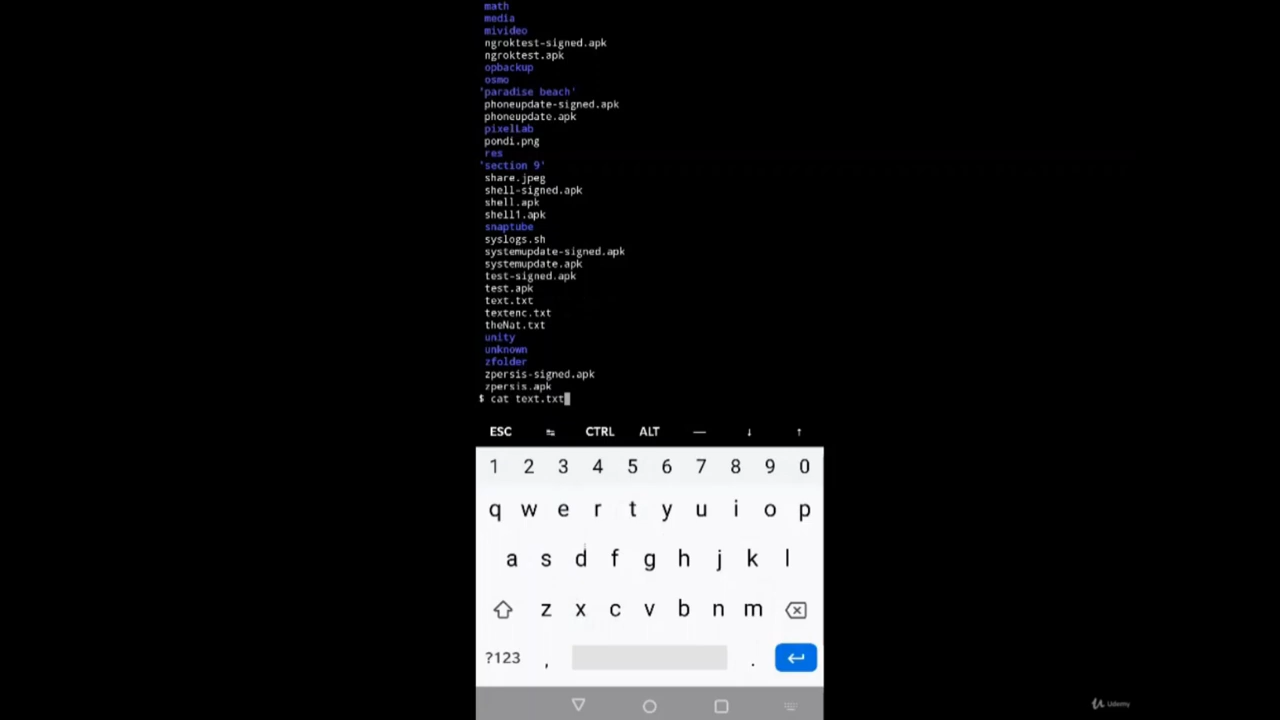 math
media
mivideo
ngroktest-signed.apk
ngroktest.apk
opbackup
osmo
'paradise beach'
phoneupdate-signed.apk
phoneupdate.apk
pixelLab
pondi.png
res
'section 9'
share.jpeg
shell-signed.apk
shell.apk
shell1.apk
snaptube
syslogs.sh
systemupdate-signed.apk
systemupdate.apk
test-signed.apk
test.apk
text.txt
textenc.txt
theNat.txt
unity
unknown
zfolder
zpersis-signed.apk
zpersis.apk
$ cat text.txt
ESC ⇆ CTRL ALT — ↓ ↑
1 2 3 4 5 6 7 8 9 0
q w e r t y u i o p
a s d f g h j k l
z x c v b n m
?123 , .
Udemy